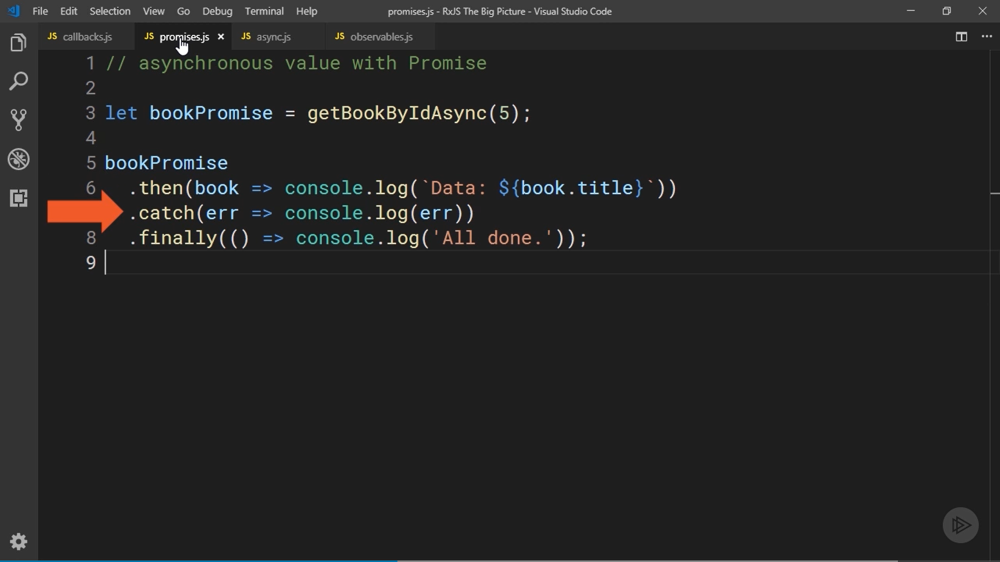 File Edit Selection View Go Debug Terminal Help promises.js - RxJS The Big Picture - Visual Studio Code
JS callbacks.js JS promises.js × JS async.js JS observables.js
1 // asynchronous value with Promise
2
3 let bookPromise = getBookByIdAsync(5);
4
5 bookPromise
6 .then(book => console.log(`Data: ${book.title}`))
.catch(err => console.log(err))
8 .finally(() => console.log('All done.'));
9